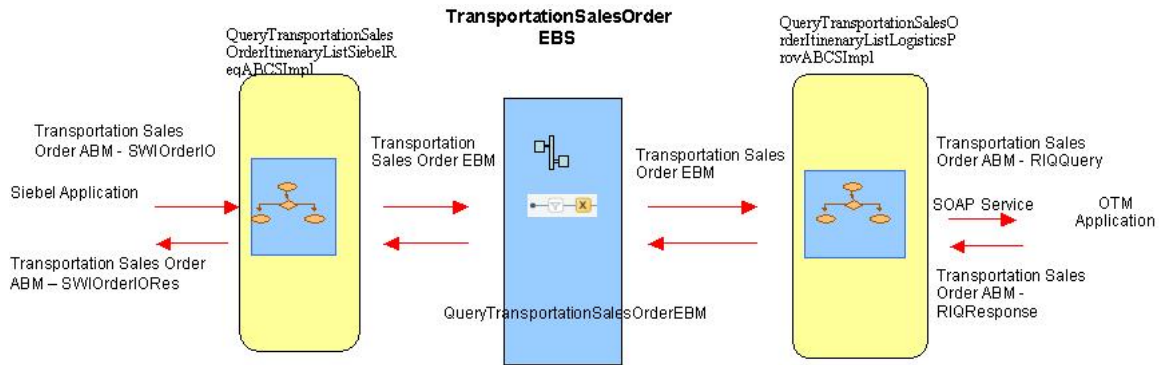 TransportationSalesOrder
EBS
QueryTransportationSales
OrderItinenaryListSiebelR
eqABCSImpl
QueryTransportationSalesO
rderItinenaryListLogisticsP
rovABCSImpl
Transportation Sales
Order ABM - SWIOrderIO
Siebel Application
Transportation Sales Order
ABM – SWIOrderIORes
Transportation
Sales Order EBM
X
QueryTransportationSalesOrderEBM
Transportation Sales
Order EBM
Transportation Sales
Order ABM - RIQQuery
SOAP Service
OTM
Application
Transportation Sales
Order ABM -
RIQResponse